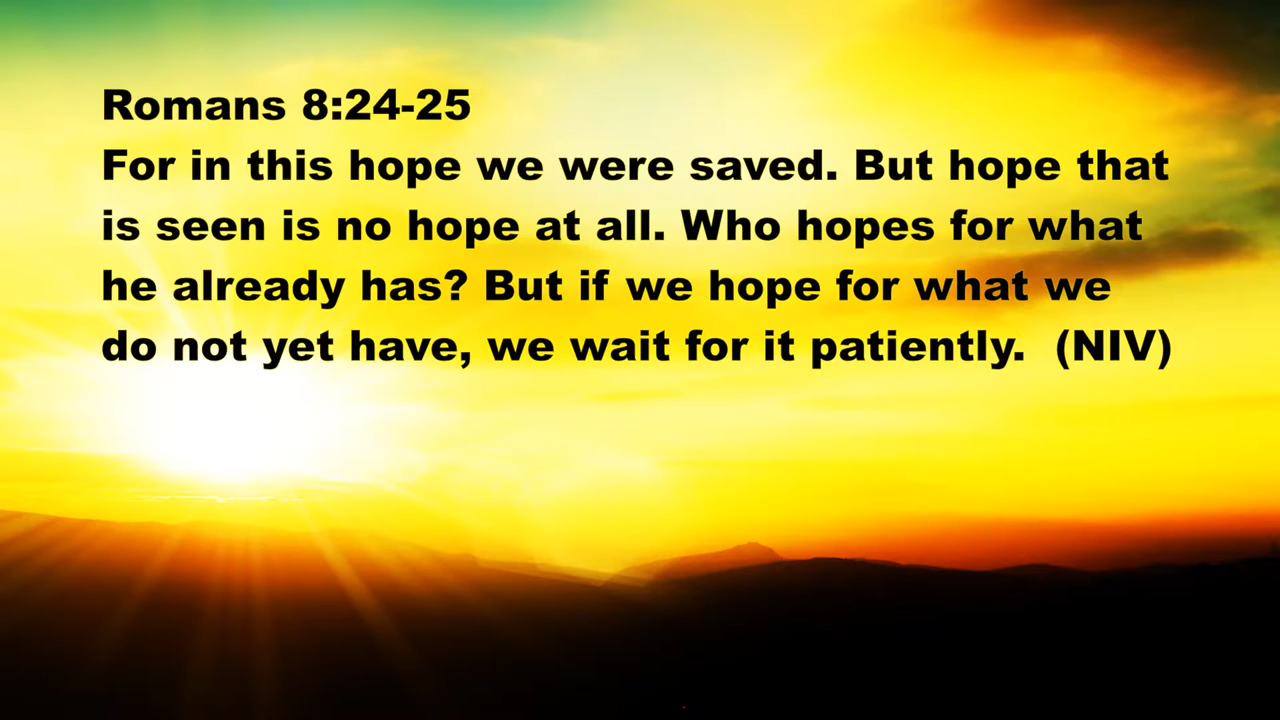 Romans 8:24-25
For in this hope we were saved. But hope that
is seen is no hope at all. Who hopes for what
he already has? But if we hope for what we
do not yet have, we wait for it patiently.  (NIV)